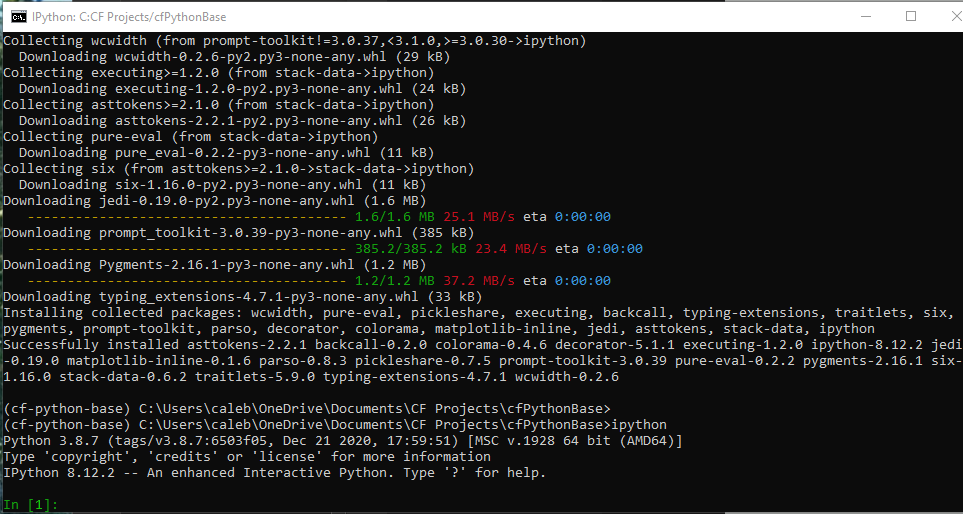 IPython: C:CF Projects/cfPythonBase
Collecting wcwidth (from prompt-toolkit!=3.0.37,<3.1.0,>=3.0.30->ipython)
  Downloading wcwidth-0.2.6-py2.py3-none-any.whl (29 kB)
Collecting executing>=1.2.0 (from stack-data->ipython)
  Downloading executing-1.2.0-py2.py3-none-any.whl (24 kB)
Collecting asttokens>=2.1.0 (from stack-data->ipython)
  Downloading asttokens-2.2.1-py2.py3-none-any.whl (26 kB)
Collecting pure-eval (from stack-data->ipython)
  Downloading pure_eval-0.2.2-py3-none-any.whl (11 kB)
Collecting six (from asttokens>=2.1.0->stack-data->ipython)
  Downloading six-1.16.0-py2.py3-none-any.whl (11 kB)
Downloading jedi-0.19.0-py2.py3-none-any.whl (1.6 MB)
   ---------------------------------------- 1.6/1.6 MB 25.1 MB/s eta 0:00:00
Downloading prompt_toolkit-3.0.39-py3-none-any.whl (385 kB)
   ---------------------------------------- 385.2/385.2 kB 23.4 MB/s eta 0:00:00
Downloading Pygments-2.16.1-py3-none-any.whl (1.2 MB)
   ---------------------------------------- 1.2/1.2 MB 37.2 MB/s eta 0:00:00
Downloading typing_extensions-4.7.1-py3-none-any.whl (33 kB)
Installing collected packages: wcwidth, pure-eval, pickleshare, executing, backcall, typing-extensions, traitlets, six,
pygments, prompt-toolkit, parso, decorator, colorama, matplotlib-inline, jedi, asttokens, stack-data, ipython
Successfully installed asttokens-2.2.1 backcall-0.2.0 colorama-0.4.6 decorator-5.1.1 executing-1.2.0 ipython-8.12.2 jedi
-0.19.0 matplotlib-inline-0.1.6 parso-0.8.3 pickleshare-0.7.5 prompt-toolkit-3.0.39 pure-eval-0.2.2 pygments-2.16.1 six-
1.16.0 stack-data-0.6.2 traitlets-5.9.0 typing-extensions-4.7.1 wcwidth-0.2.6
(cf-python-base) C:\Users\caleb\OneDrive\Documents\CF Projects\cfPythonBase>
(cf-python-base) C:\Users\caleb\OneDrive\Documents\CF Projects\cfPythonBase>ipython
Python 3.8.7 (tags/v3.8.7:6503f05, Dec 21 2020, 17:59:51) [MSC v.1928 64 bit (AMD64)]
Type 'copyright', 'credits' or 'license' for more information
IPython 8.12.2 -- An enhanced Interactive Python. Type '?' for help.
In [1]: